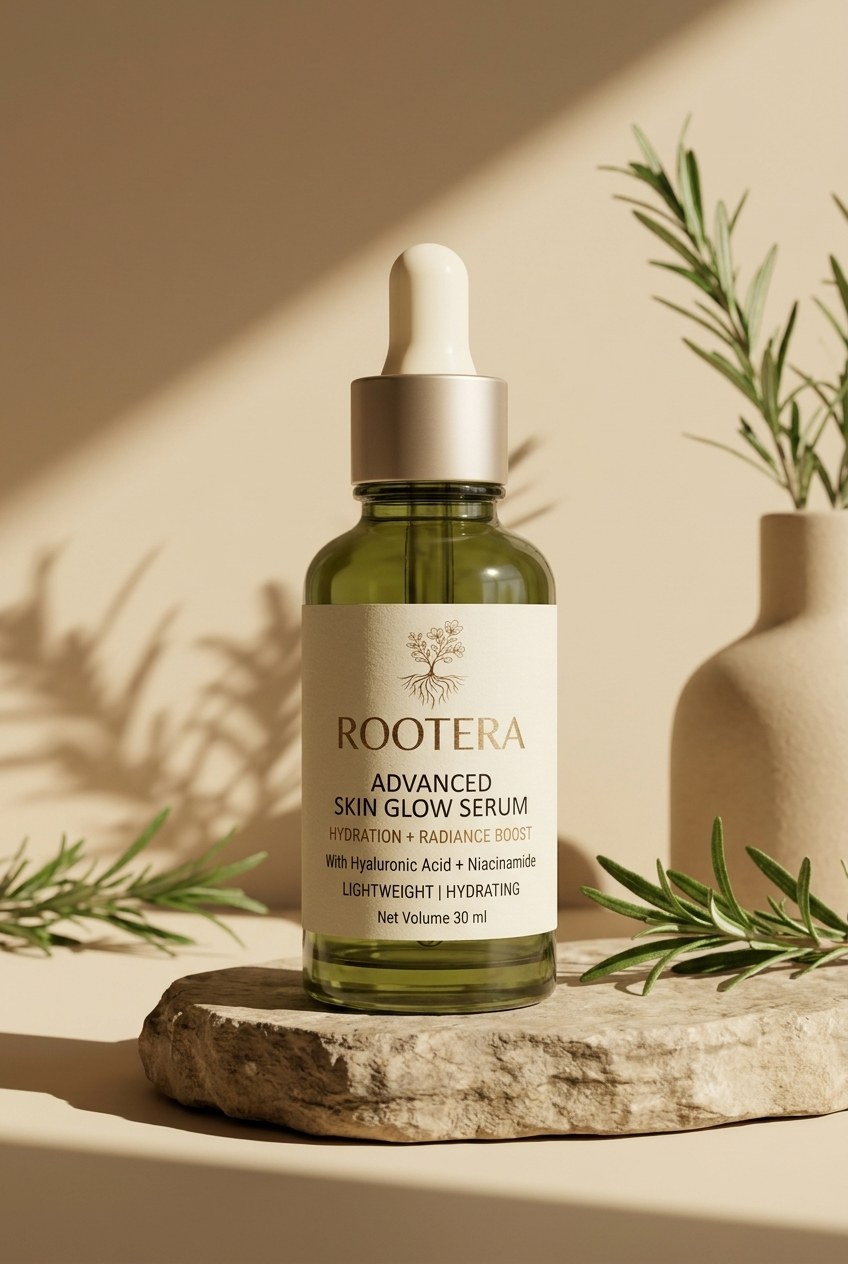 ROOTERA
ADVANCED
SKIN GLOW SERUM
HYDRATION + RADIANCE BOOST
With Hyaluronic Acid + Niacinamide
LIGHTWEIGHT | HYDRATING
Net Volume 30 ml